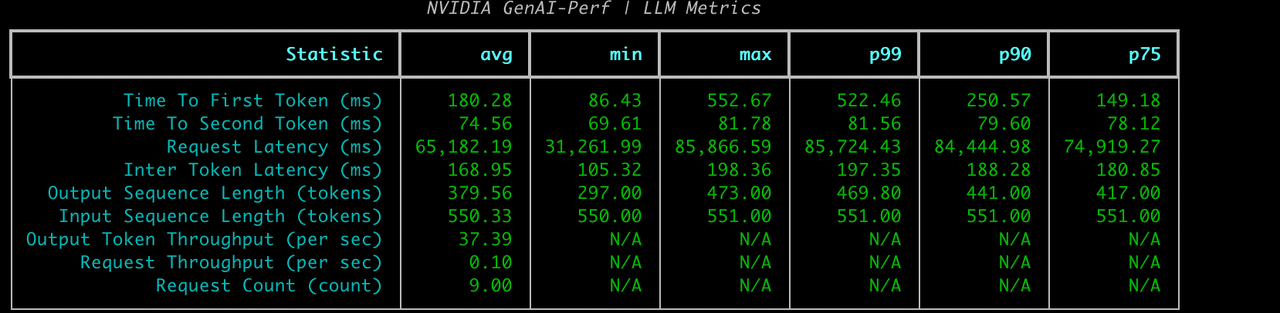 NVIDIA GenAI-Perf | LLM Metrics
Statistic avg min max p99 p90 p75
Time To First Token (ms) 180.28 86.43 552.67 522.46 250.57 149.18
Time To Second Token (ms) 74.56 69.61 81.78 81.56 79.60 78.12
Request Latency (ms) 65,182.19 31,261.99 85,866.59 85,724.43 84,444.98 74,919.27
Inter Token Latency (ms) 168.95 105.32 198.36 197.35 188.28 180.85
Output Sequence Length (tokens) 379.56 297.00 473.00 469.80 441.00 417.00
Input Sequence Length (tokens) 550.33 550.00 551.00 551.00 551.00 551.00
Output Token Throughput (per sec) 37.39 N/A N/A N/A N/A N/A
Request Throughput (per sec) 0.10 N/A N/A N/A N/A N/A
Request Count (count) 9.00 N/A N/A N/A N/A N/A